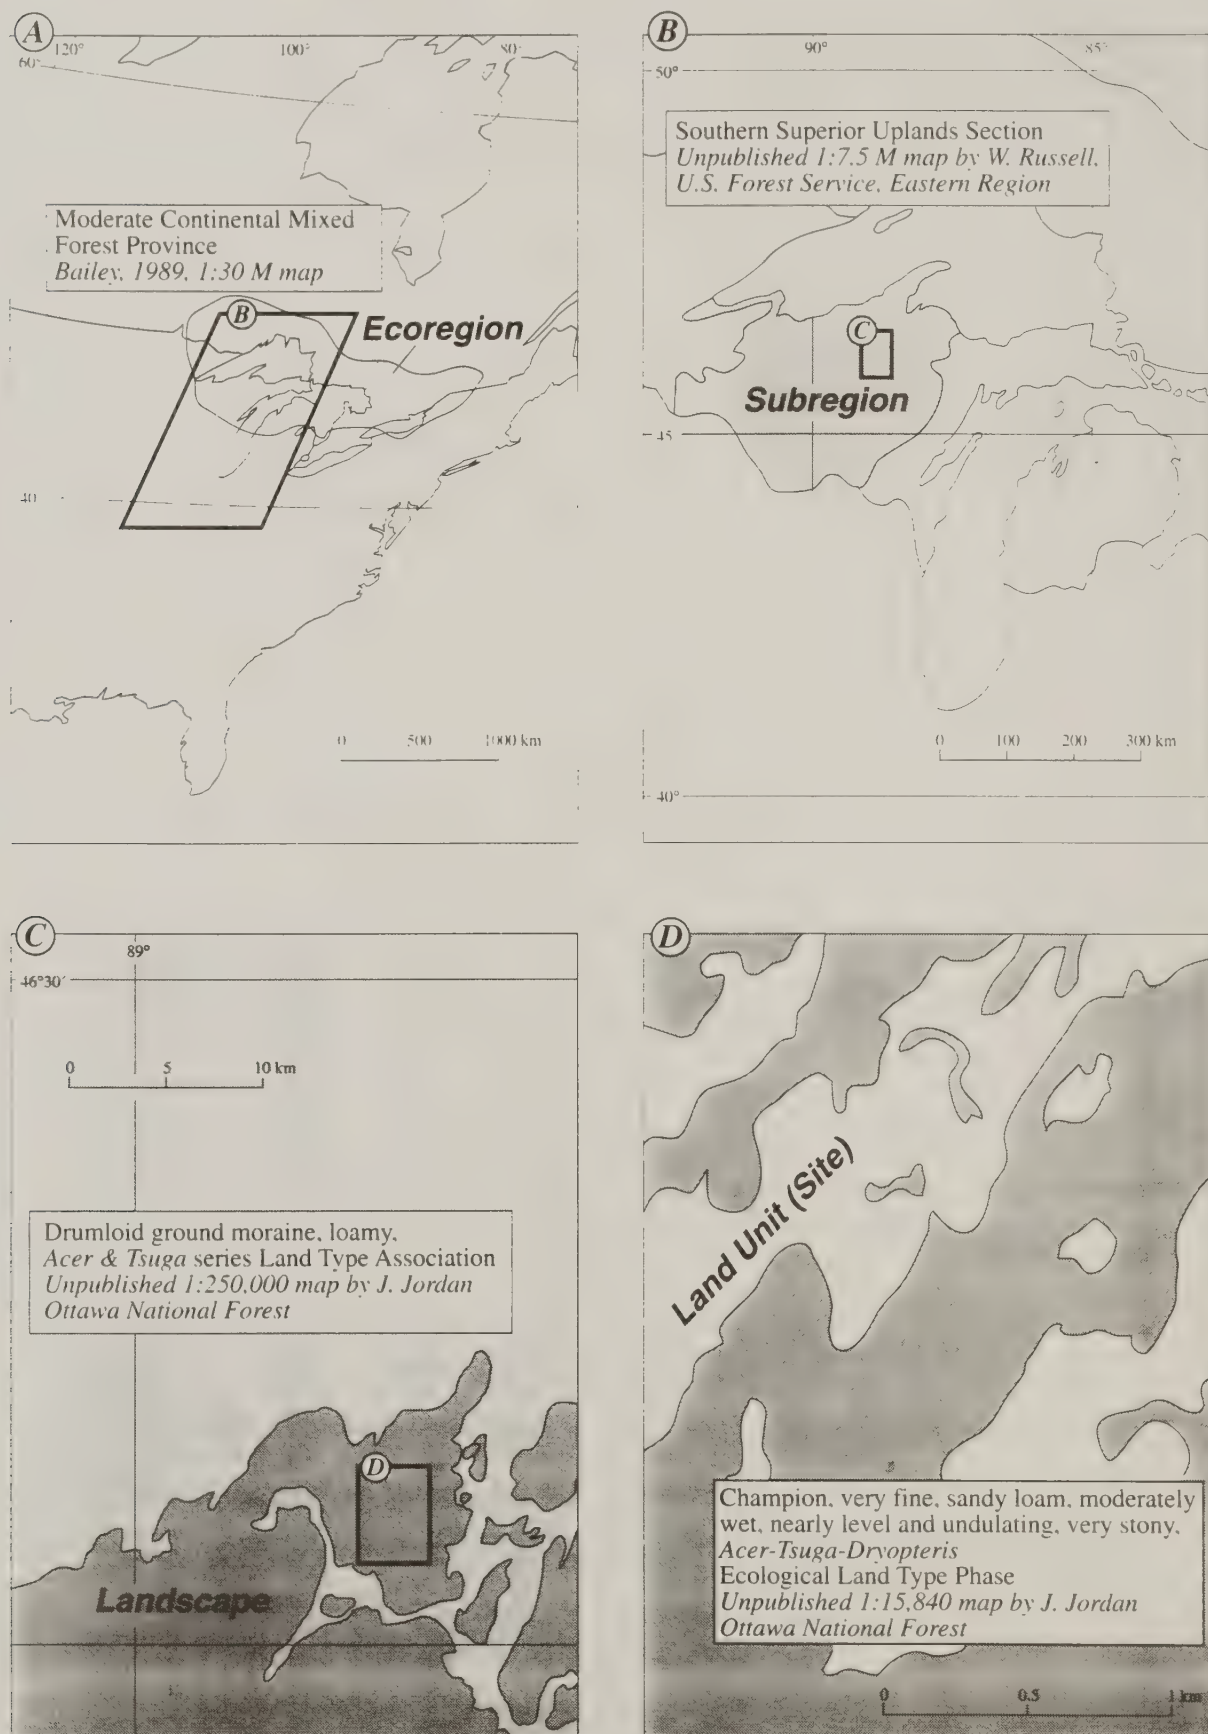 A
120°
100°
80°
60°
Moderate Continental Mixed
Forest Province
Bailey, 1989, 1:30 M map
B
Ecoregion
40
0 500 1000 km
B
90°
85°
50°
Southern Superior Uplands Section
Unpublished 1:7.5 M map by W. Russell,
U.S. Forest Service, Eastern Region
C
Subregion
45
0 100 200 300 km
40°
C
89°
46°30'
0 5 10 km
Drumloid ground moraine, loamy,
Acer & Tsuga series Land Type Association
Unpublished 1:250,000 map by J. Jordan
Ottawa National Forest
D
Landscape
D
Land Unit (Site)
Champion, very fine, sandy loam, moderately
wet, nearly level and undulating, very stony,
Acer-Tsuga-Dryopteris
Ecological Land Type Phase
Unpublished 1:15,840 map by J. Jordan
Ottawa National Forest
0 0.5 1 km